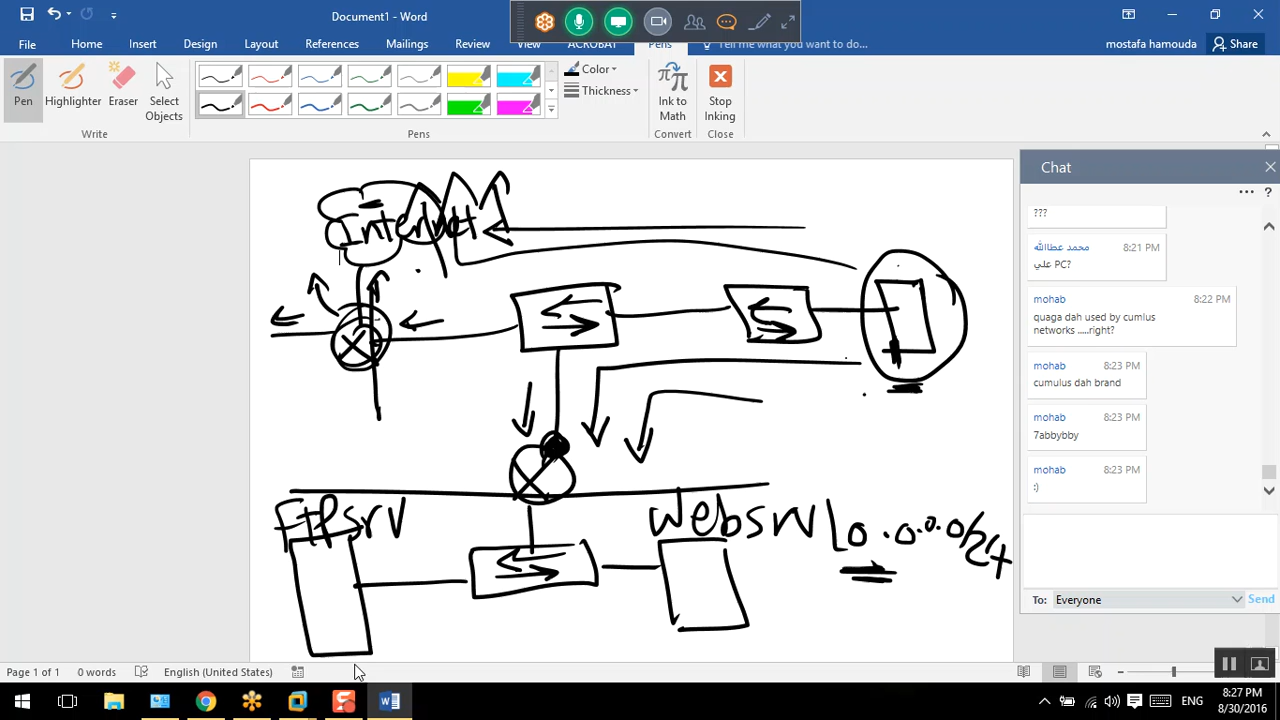 Document1 - Word
File
Home
Insert
Design
Layout
References
Mailings
Review
View
ACROBAT
Pens
Tell me what you want to do...
mostafa hamouda
Share
Pen
Highlighter
Eraser
Select
Objects
Write
Pens
Color
Thickness
Ink to
Math
Convert
Stop
Inking
Close
Internet
FtPsrV
Websrv
10.0.0.0/24
Chat
???
محمد عطاالله
8:21 PM
علي PC?
mohab
8:22 PM
quaga dah used by cumlus
networks .....right?
mohab
8:23 PM
cumulus dah brand
mohab
8:23 PM
7abbybby
mohab
8:23 PM
:)
To:
Everyone
Send
Page 1 of 1
0 words
English (United States)
ENG
8:27 PM
8/30/2016